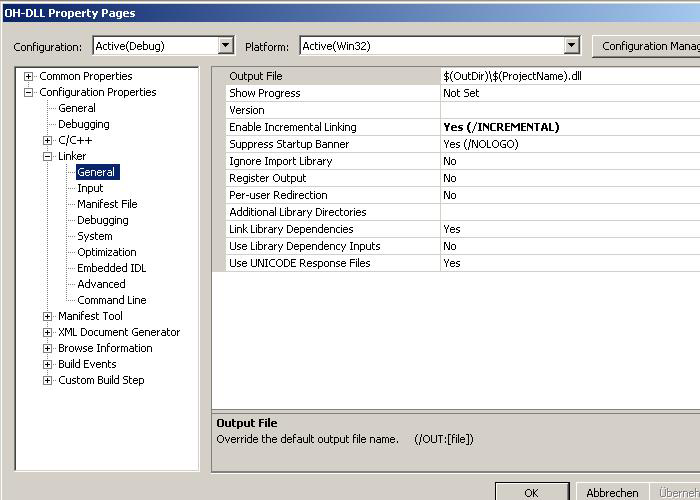 OH-DLL Property Pages
Configuration: Active(Debug) Platform: Active(Win32) Configuration Manag
Common Properties
Configuration Properties
General
Debugging
C/C++
Linker
General
Input
Manifest File
Debugging
System
Optimization
Embedded IDL
Advanced
Command Line
Manifest Tool
XML Document Generator
Browse Information
Build Events
Custom Build Step
Output File $(OutDir)\$(ProjectName).dll
Show Progress Not Set
Version
Enable Incremental Linking Yes (/INCREMENTAL)
Suppress Startup Banner Yes (/NOLOGO)
Ignore Import Library No
Register Output No
Per-user Redirection No
Additional Library Directories
Link Library Dependencies Yes
Use Library Dependency Inputs No
Use UNICODE Response Files Yes
Output File
Override the default output file name. (/OUT:[file])
OK Abbrechen Überneh